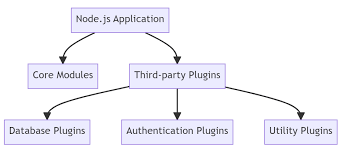 Node.js Application
Core Modules
Third-party Plugins
Database Plugins
Authentication Plugins
Utility Plugins